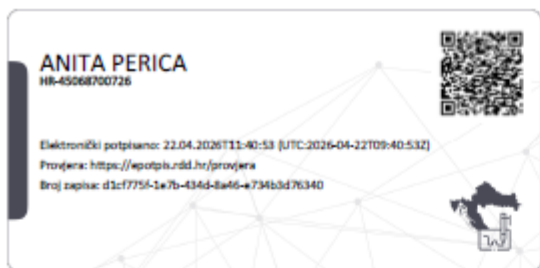 ANITA PERICA
HR-45068700726
Elektronički potpisano: 22.04.2026T11:40:53 (UTC:2026-04-22T09:40:53Z)
Provjera: https://epotpis.rdd.hr/provjera
Broj zapisa: d1cf775f-1e7b-434d-8a46-e734b3d76340